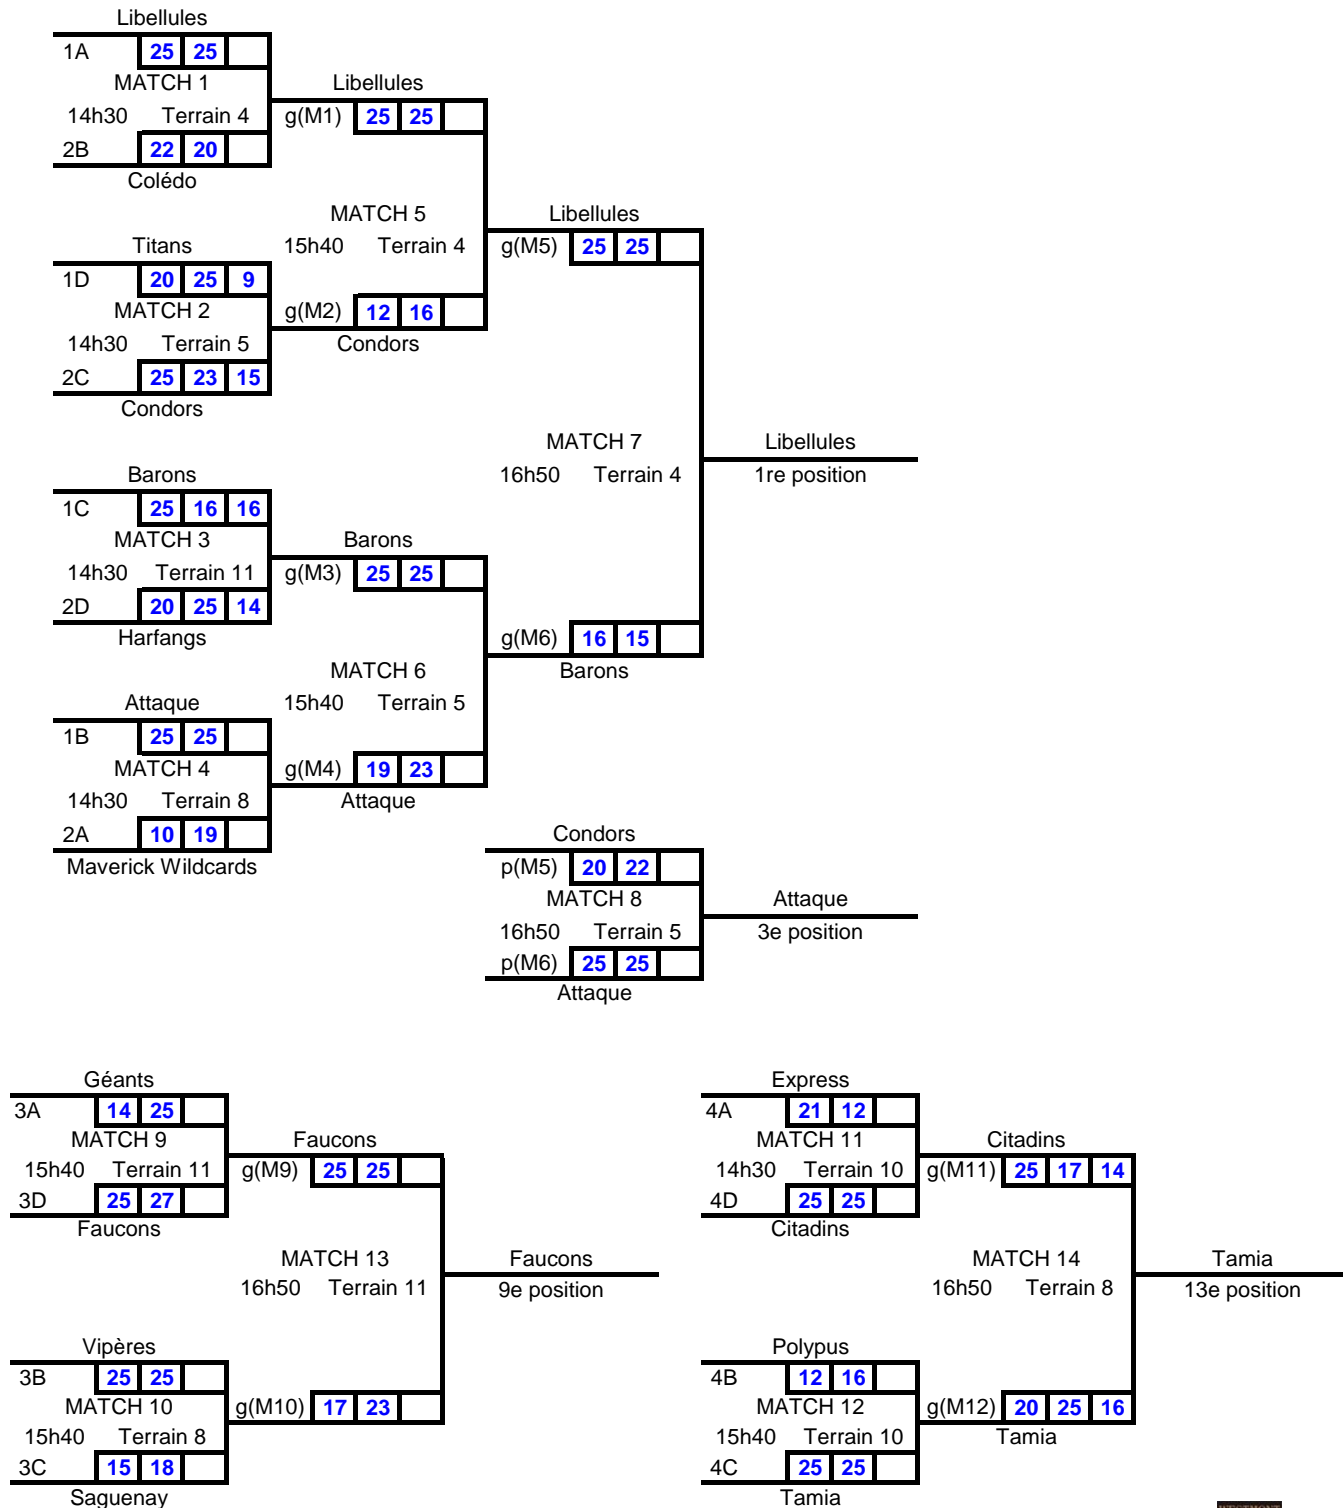 Libellules
1A 25 25
MATCH 1
14h30 Terrain 4
2B 22 20
Colédo
Titans
1D 20 25 9
MATCH 2
14h30 Terrain 5
2C 25 23 15
Condors
Barons
1C 25 16 16
MATCH 3
14h30 Terrain 11
2D 20 25 14
Harfangs
Attaque
1B 25 25
MATCH 4
14h30 Terrain 8
2A 10 19
Maverick Wildcards
Libellules
g(M1) 25 25
MATCH 5
15h40 Terrain 4
g(M2) 12 16
Condors
Barons
g(M3) 25 25
MATCH 6
15h40 Terrain 5
g(M4) 19 23
Attaque
Libellules
g(M5) 25 25
MATCH 7
16h50 Terrain 4
g(M6) 16 15
Barons
Libellules
1re position
Condors
p(M5) 20 22
MATCH 8
16h50 Terrain 5
p(M6) 25 25
Attaque
Attaque
3e position
Géants
3A 14 25
MATCH 9
15h40 Terrain 11
3D 25 27
Faucons
Vipères
3B 25 25
MATCH 10
15h40 Terrain 8
3C 15 18
Saguenay
Faucons
g(M9) 25 25
MATCH 13
16h50 Terrain 11
g(M10) 17 23
Faucons
9e position
Express
4A 21 12
MATCH 11
14h30 Terrain 10
4D 25 25
Citadins
Polypus
4B 12 16
MATCH 12
15h40 Terrain 10
4C 25 25
Tamia
Citadins
g(M11) 25 17 14
MATCH 14
16h50 Terrain 8
g(M12) 20 25 16
Tamia
Tamia
13e position